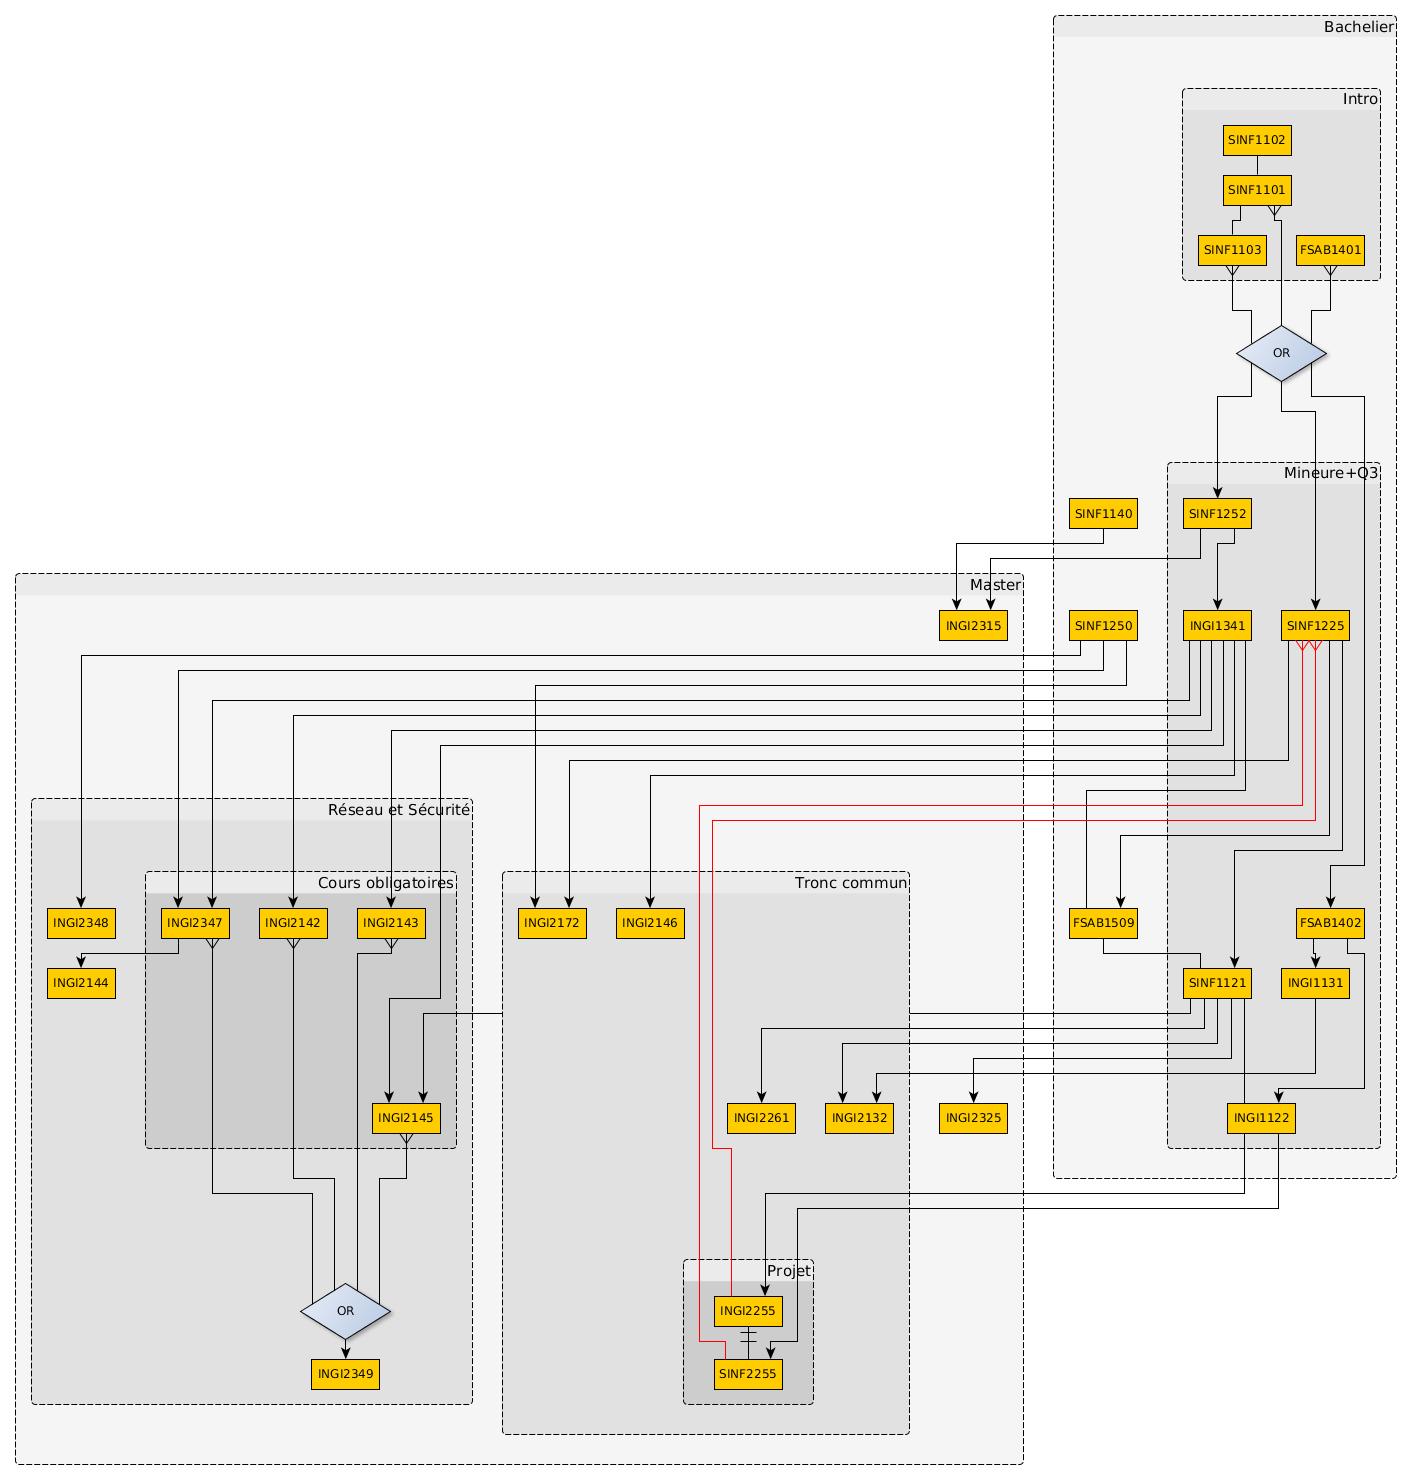 Bachelier
Intro
SINF1102
SINF1101
SINF1103
FSAB1401
OR
Mineure+Q3
SINF1140
SINF1252
Master
INGI2315
SINF1250
INGI1341
SINF1225
Réseau et Sécurité
Cours obligatoires
Tronc commun
INGI2348
INGI2347
INGI2142
INGI2143
INGI2172
INGI2146
FSAB1509
FSAB1402
INGI2144
SINF1121
INGI1131
INGI2145
INGI2261
INGI2132
INGI2325
INGI1122
Projet
OR
INGI2255
INGI2349
SINF2255